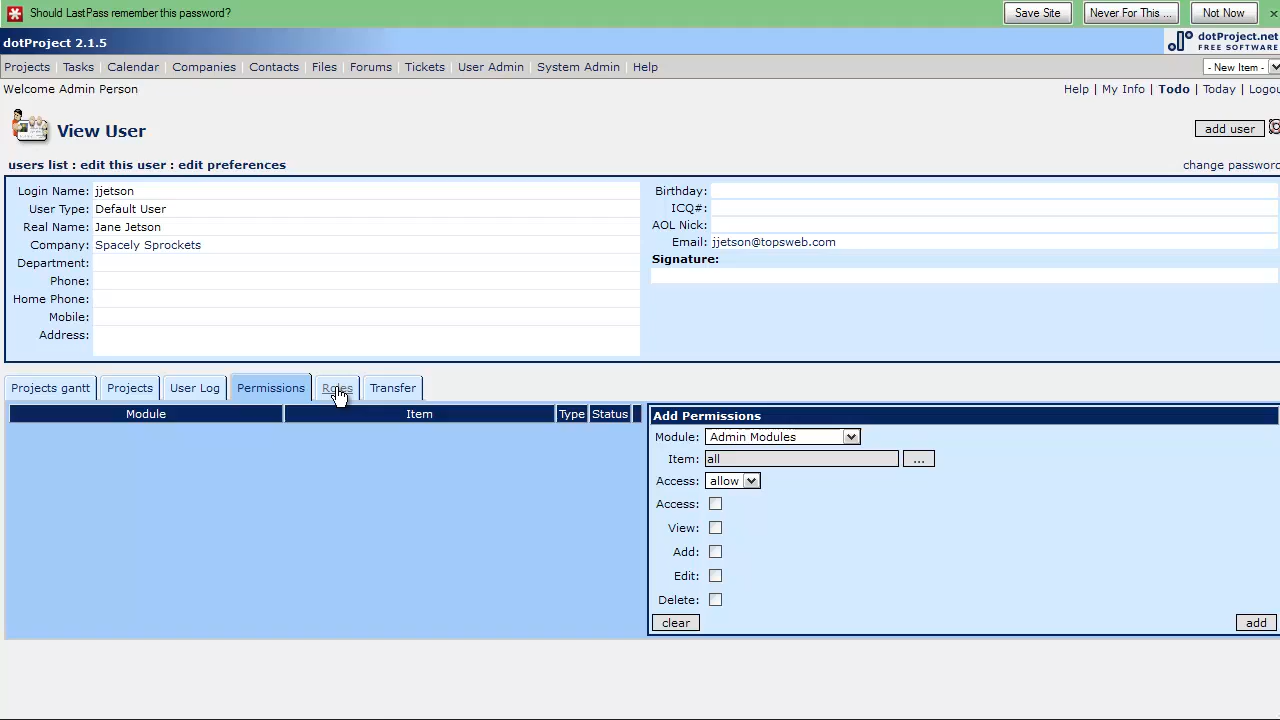 Should LastPass remember this password? Save Site Never For This ... Not Now ×
dotProject 2.1.5 dotProject.net
FREE SOFTWARE
Projects Tasks Calendar Companies Contacts Files Forums Tickets User Admin System Admin Help - New Item -
Welcome Admin Person Help | My Info | Todo | Today | Logou
View User add user
users list : edit this user : edit preferences change password
Login Name: jjetson
User Type: Default User
Real Name: Jane Jetson
Company: Spacely Sprockets
Department:
Phone:
Home Phone:
Mobile:
Address:
Birthday:
ICQ#:
AOL Nick:
Email: jjetson@topsweb.com
Signature:
Projects gantt Projects User Log Permissions Roles Transfer
Module Item Type Status
Add Permissions
Module: Admin Modules
Item: all ...
Access: allow
Access:
View:
Add:
Edit:
Delete:
clear add